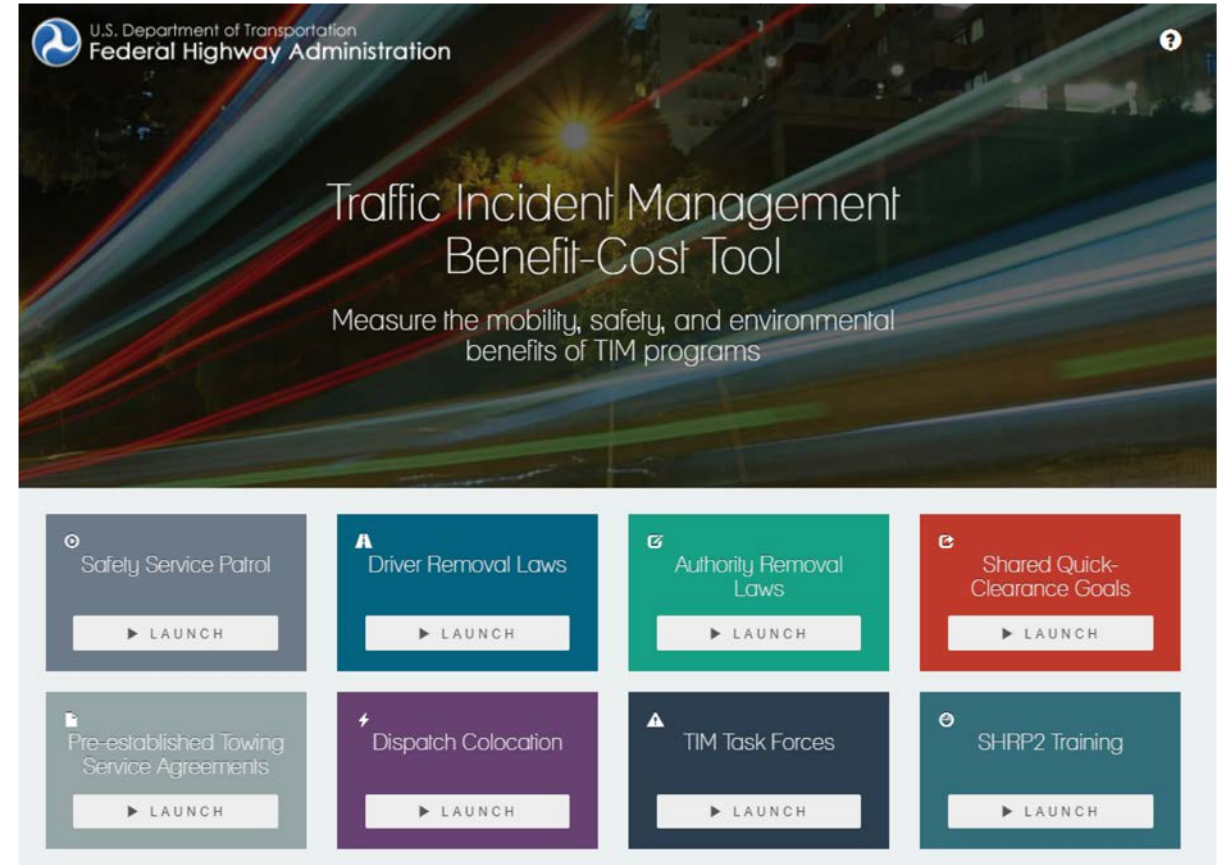 U.S. Department of Transportation
Federal Highway Administration
?
Traffic Incident Management
Benefit-Cost Tool
Measure the mobility, safety, and environmental
benefits of TIM programs
Safety Service Patrol
LAUNCH
Driver Removal Laws
LAUNCH
Authority Removal
Laws
LAUNCH
Shared Quick-
Clearance Goals
LAUNCH
Pre-established Towing
Service Agreements
LAUNCH
Dispatch Colocation
LAUNCH
TIM Task Forces
LAUNCH
SHRP2 Training
LAUNCH